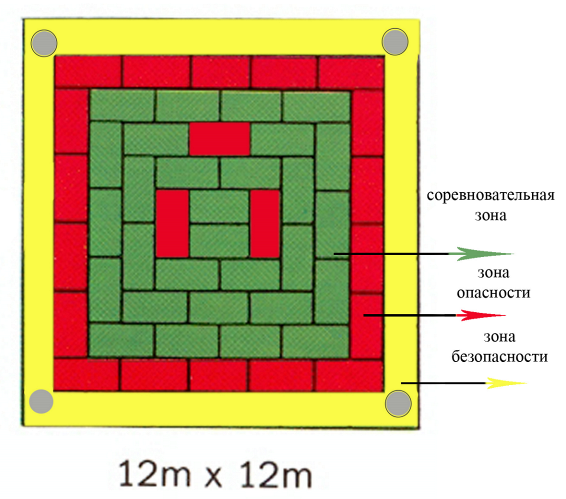 соревновательная
зона
зона
опасности
зона
безопасности
12m x 12m